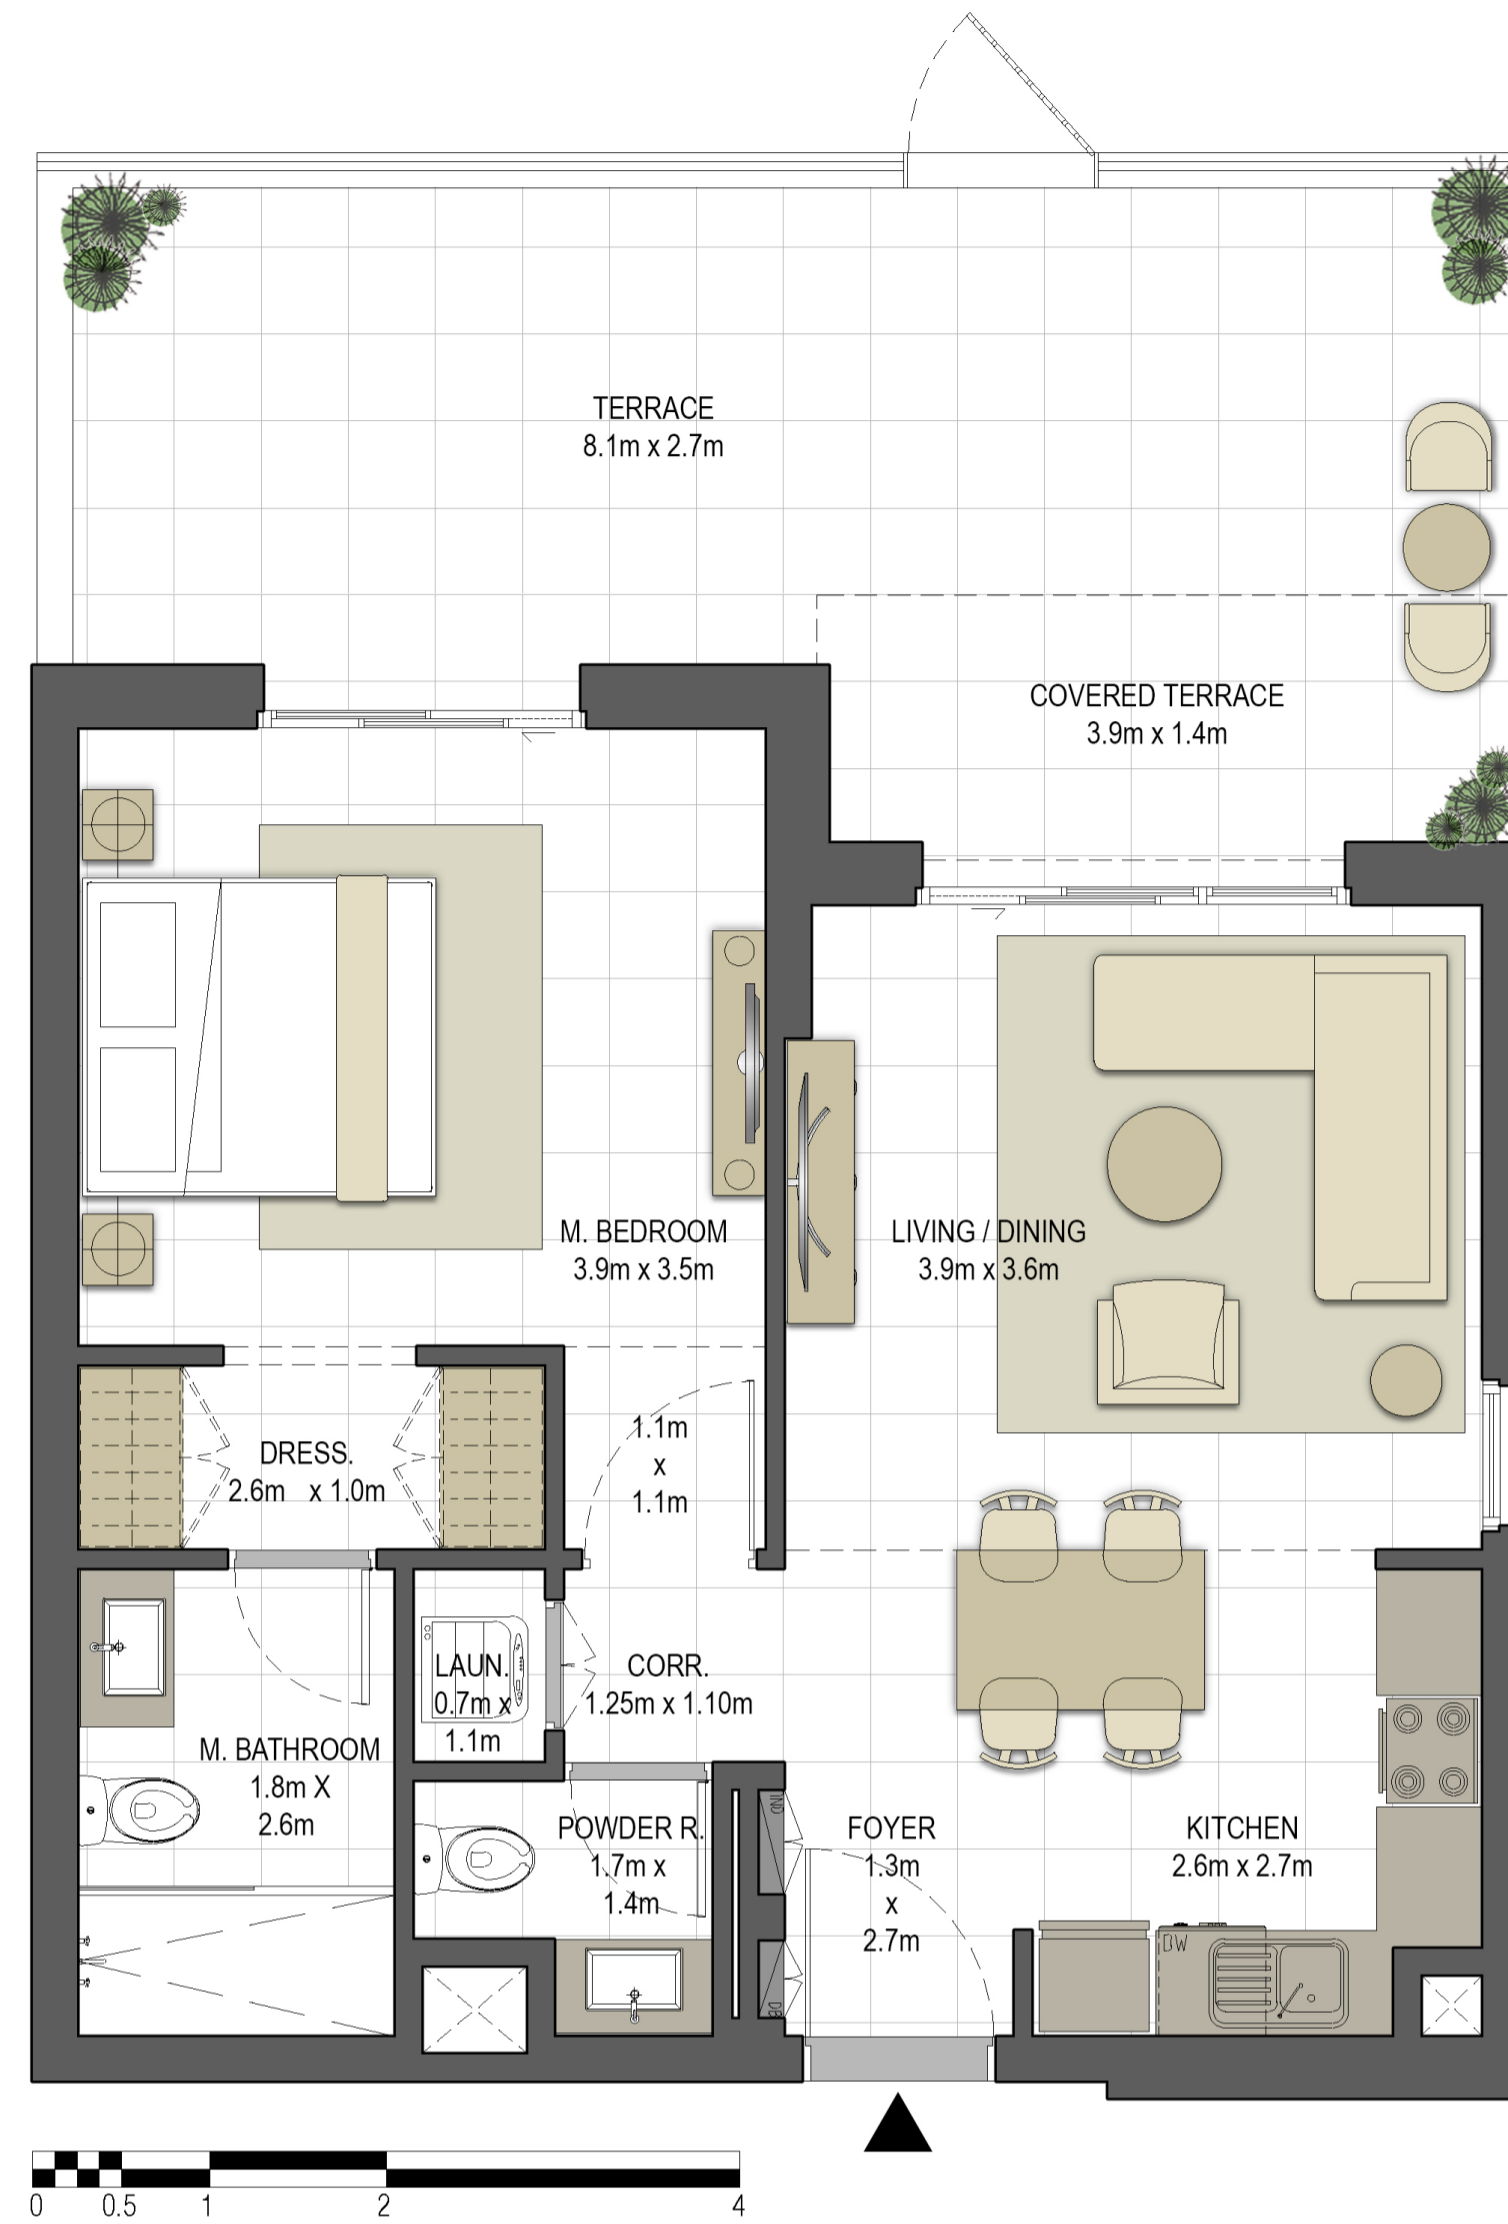 TERRACE
8.1m x 2.7m
COVERED TERRACE
3.9m x 1.4m
M. BEDROOM
3.9m x 3.5m
LIVING / DINING
3.9m x 3.6m
DRESS.
2.6m x 1.0m
1.1m
x
1.1m
LAUN.
0.7m x
1.1m
CORR.
1.25m x 1.10m
M. BATHROOM
1.8m X
2.6m
POWDER R.
1.7m x
1.4m
FOYER
1.3m
x
2.7m
KITCHEN
2.6m x 2.7m
DW
DB
0 0.5 1 2 4